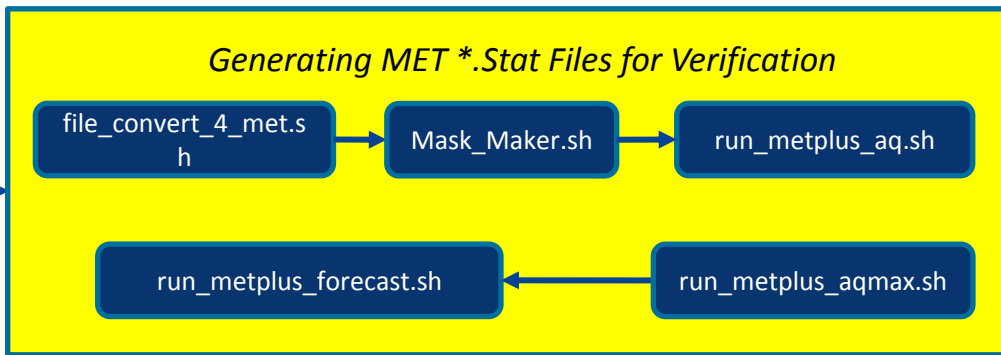 Generating MET *.Stat Files for Verification
file_convert_4_met.s
h
Mask_Maker.sh
run_metplus_aq.sh
run_metplus_forecast.sh
run_metplus_aqmax.sh